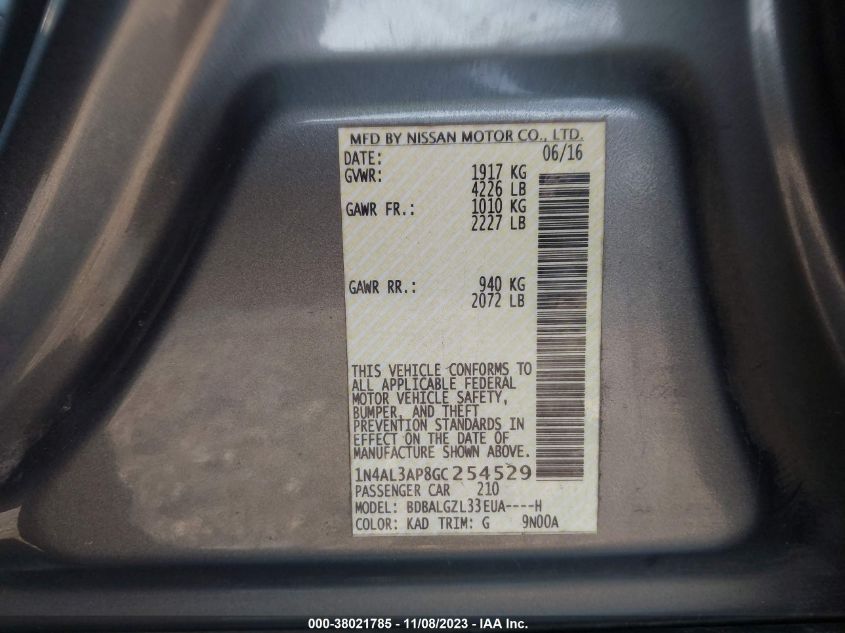 MFD BY NISSAN MOTOR CO., LTD.
DATE: 06/16
GVWR: 1917 KG
4226 LB
GAWR FR.: 1010 KG
2227 LB
GAWR RR.: 940 KG
2072 LB
THIS VEHICLE CONFORMS TO
ALL APPLICABLE FEDERAL
MOTOR VEHICLE SAFETY,
BUMPER, AND THEFT
PREVENTION STANDARDS IN
EFFECT ON THE DATE OF
MANUFACTURE SHOWN ABOVE.
1N4AL3AP8GC254529
PASSENGER CAR 210
MODEL: BDBALGZL33EUA----H
COLOR: KAD TRIM: G 9N00A
000-38021785 - 11/08/2023 - IAA Inc.